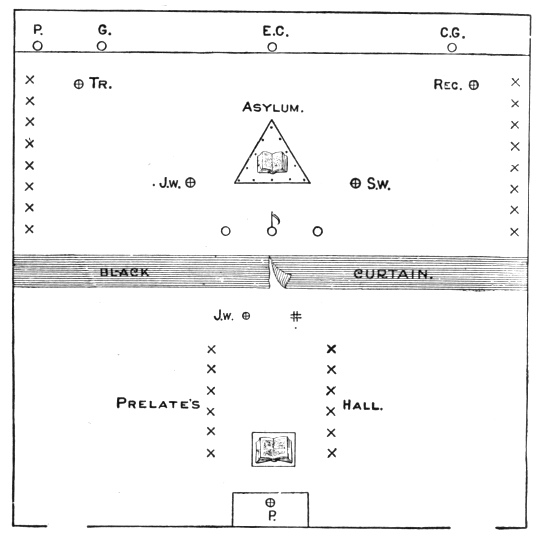 P. G. E.C. C.G.
TR. REC.
ASYLUM.
J.W. S.W.
BLACK CURTAIN.
J.W. #
PRELATE'S HALL.
P.